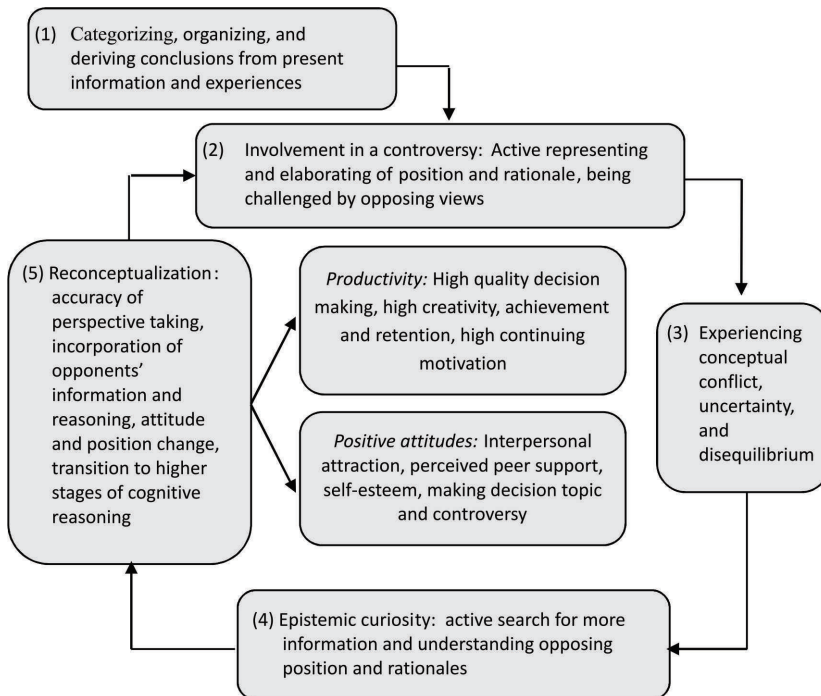 (1) Categorizing, organizing, and
deriving conclusions from present
information and experiences
(2) Involvement in a controversy: Active representing
and elaborating of position and rationale, being
challenged by opposing views
(5) Reconceptualization:
accuracy of
perspective taking,
incorporation of
opponents’
information and
reasoning, attitude
and position change,
transition to higher
stages of cognitive
reasoning
Productivity: High quality decision
making, high creativity, achievement
and retention, high continuing
motivation
Positive attitudes: Interpersonal
attraction, perceived peer support,
self-esteem, making decision topic
and controversy
(3) Experiencing
conceptual
conflict,
uncertainty,
and
disequilibrium
(4) Epistemic curiosity: active search for more
information and understanding opposing
position and rationales